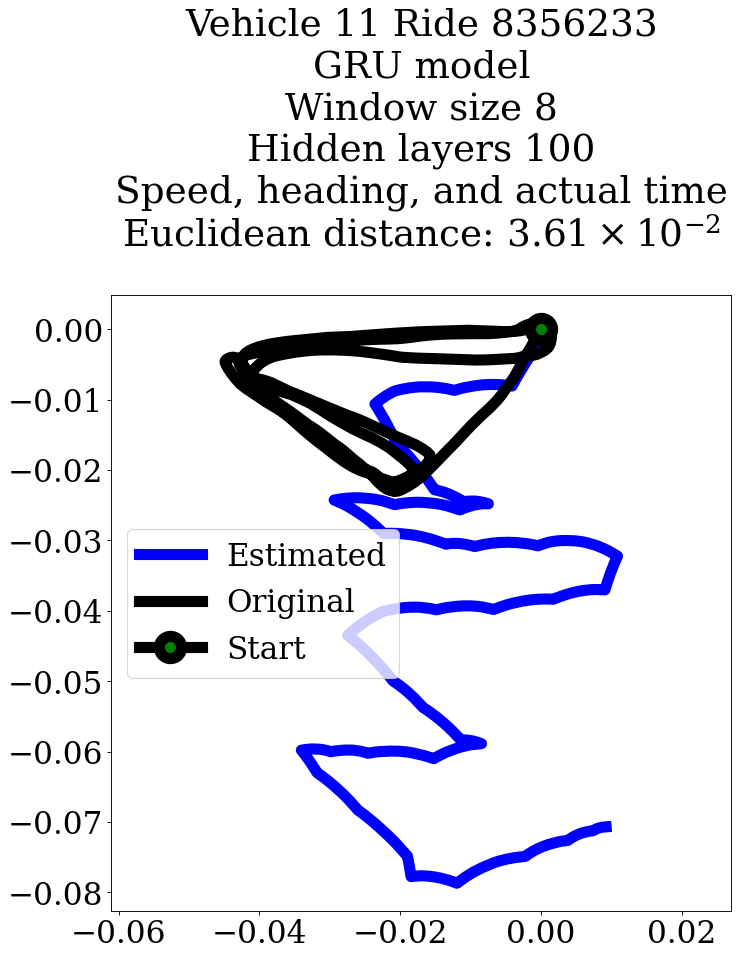 Vehicle 11 Ride 8356233
GRU model
Window size 8
Hidden layers 100
Speed, heading, and actual time
Euclidean distance: 3.61 × 10⁻²
0.00
−0.01
−0.02
−0.03
−0.04
−0.05
−0.06
−0.07
−0.08
Estimated
Original
Start
−0.06 −0.04 −0.02 0.00 0.02